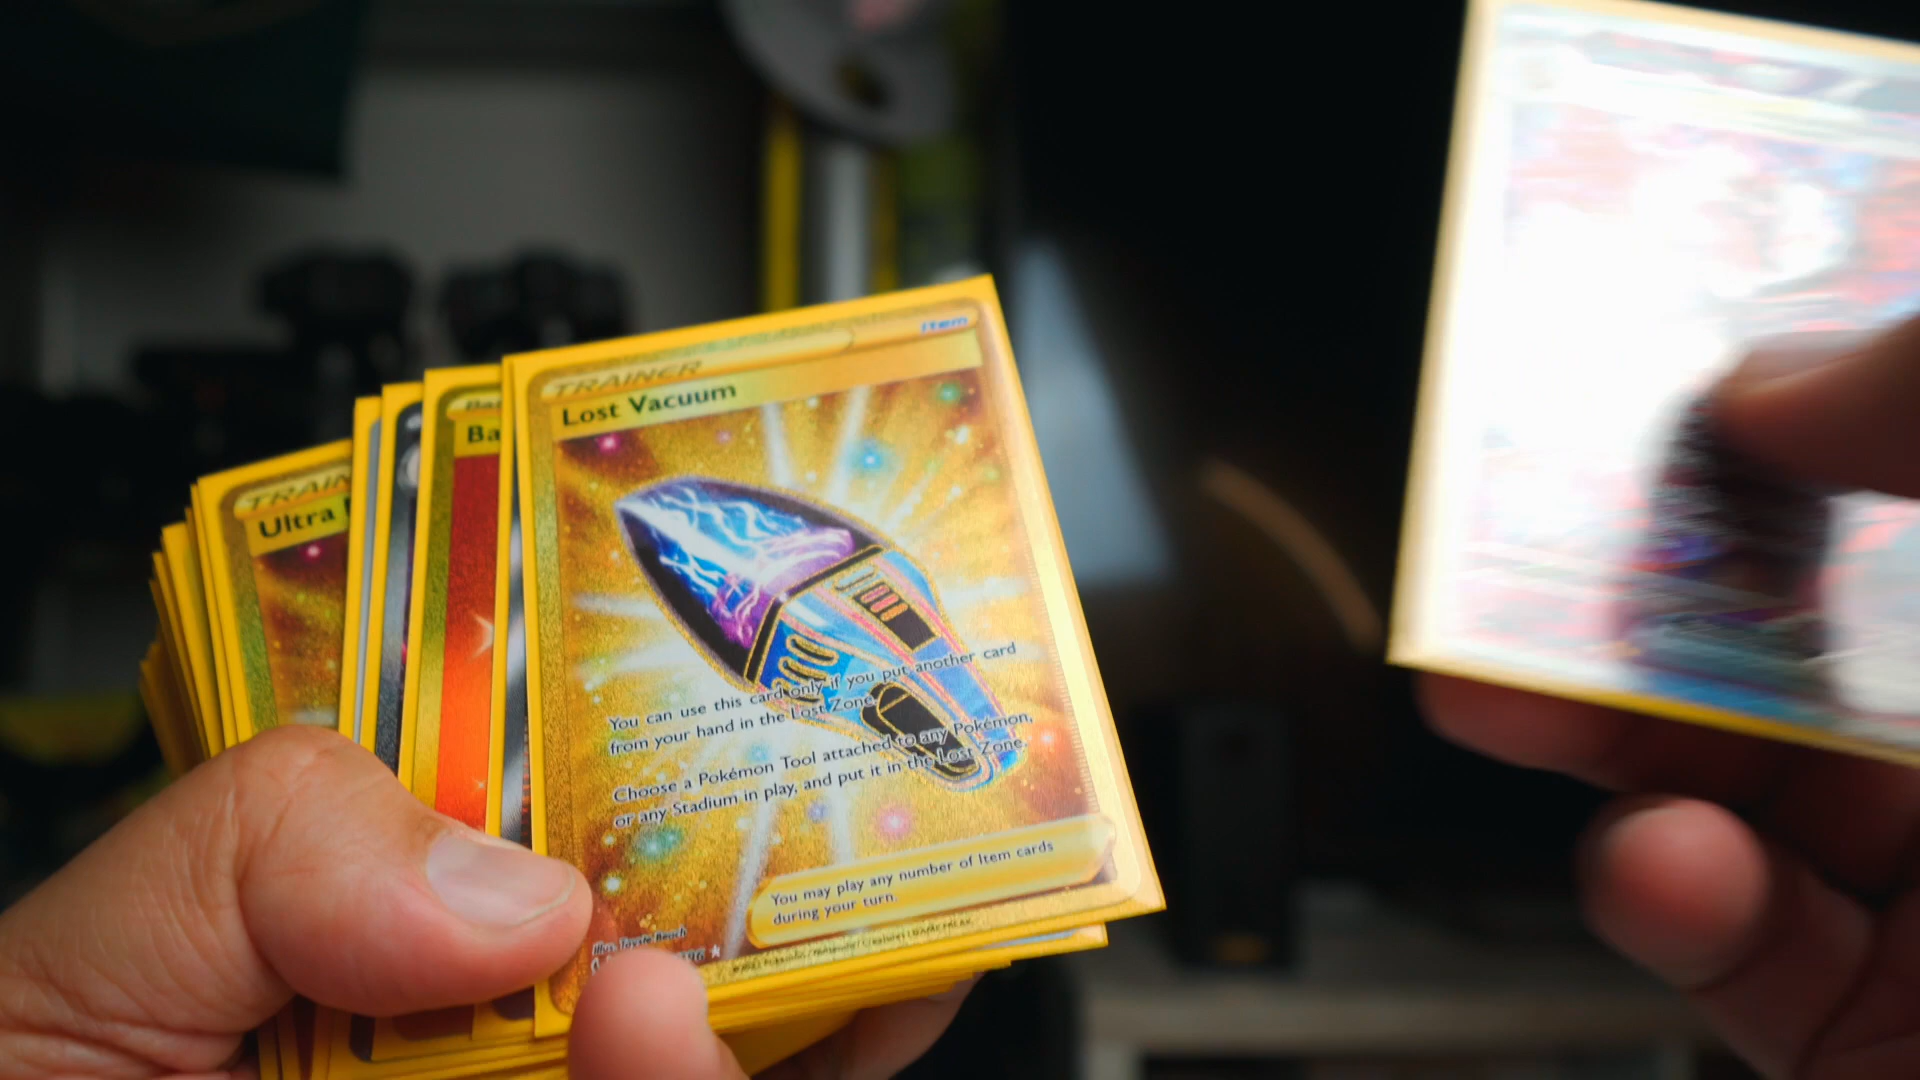 Item
TRAINER
Lost Vacuum
You can use this card only if you put another card
from your hand in the Lost Zone.
Choose a Pokémon Tool attached to any Pokémon,
or any Stadium in play, and put it in the Lost Zone.
You may play any number of Item cards
during your turn.
Illus. Toyste Beach
TRAIN
Ultra
Ba